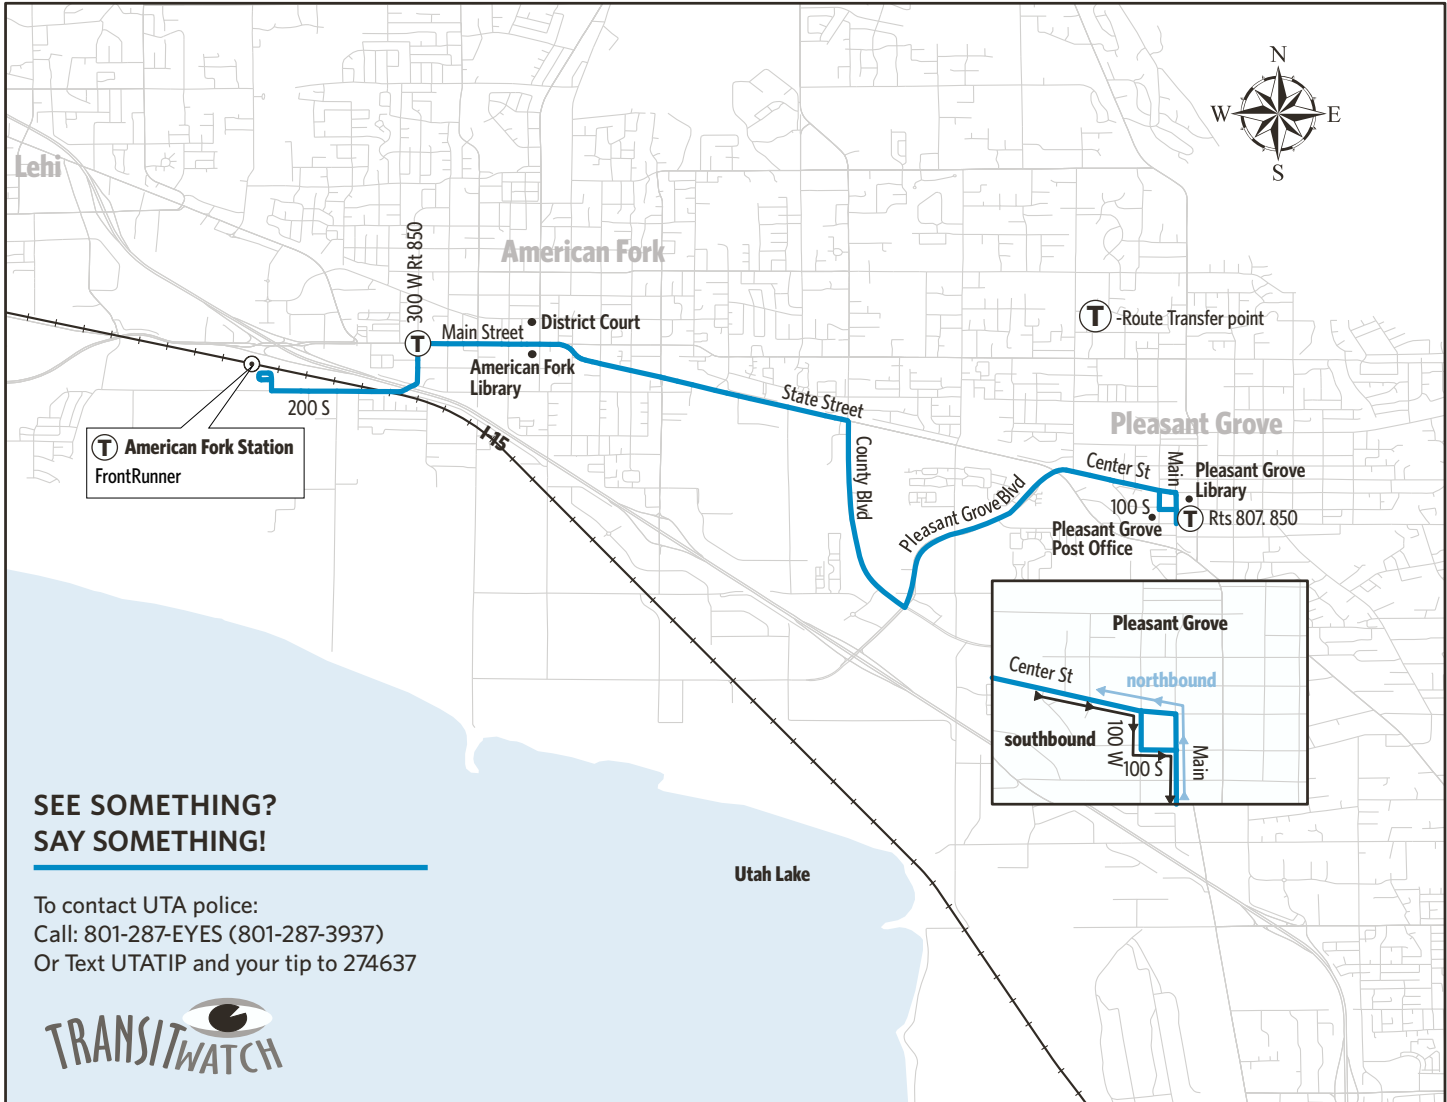 N
W
E
S
Lehi
300 W Rt 850
American Fork
T
-Route Transfer point
T
Main Street
District Court
American Fork
Library
200 S
State Street
T American Fork Station
FrontRunner
I-15
County Blvd
Pleasant Grove
Center St
Main
Pleasant Grove
Library
Pleasant Grove Blvd
100 S
T Rts 807. 850
Pleasant Grove
Post Office
Pleasant Grove
Center St
northbound
southbound
100 W
100 S
Main
SEE SOMETHING?
SAY SOMETHING!
Utah Lake
To contact UTA police:
Call: 801-287-EYES (801-287-3937)
Or Text UTATIP and your tip to 274637
TRANSITWATCH